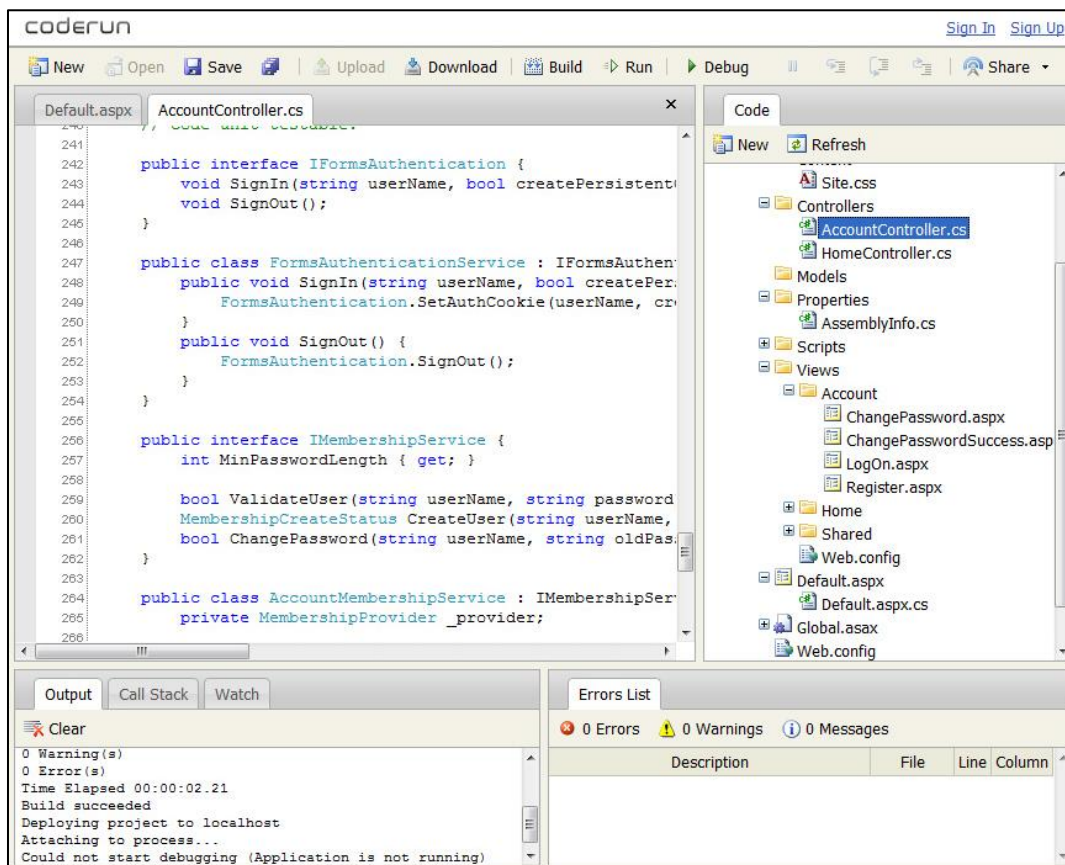 coderun
Sign In Sign Up
New Open Save Upload Download Build Run Debug Share
Default.aspx AccountController.cs
240 // Code unit testable.
241
242 public interface IFormsAuthentication {
243 void SignIn(string userName, bool createPersistent
244 void SignOut();
245 }
246
247 public class FormsAuthenticationService : IFormsAuthen
248 public void SignIn(string userName, bool createPer
249 FormsAuthentication.SetAuthCookie(userName, cr
250 }
251 public void SignOut() {
252 FormsAuthentication.SignOut();
253 }
254 }
255
256 public interface IMembershipService {
257 int MinPasswordLength { get; }
258
259 bool ValidateUser(string userName, string password
260 MembershipCreateStatus CreateUser(string userName,
261 bool ChangePassword(string userName, string oldPas
262 }
263
264 public class AccountMembershipService : IMembershipSer
265 private MembershipProvider _provider;
266
Code
New Refresh
Content
Site.css
Controllers
AccountController.cs
HomeController.cs
Models
Properties
AssemblyInfo.cs
Scripts
Views
Account
ChangePassword.aspx
ChangePasswordSuccess.asp
LogOn.aspx
Register.aspx
Home
Shared
Web.config
Default.aspx
Default.aspx.cs
Global.asax
Web.config
Output Call Stack Watch
Clear
0 Warning(s)
0 Error(s)
Time Elapsed 00:00:02.21
Build succeeded
Deploying project to localhost
Attaching to process...
Could not start debugging (Application is not running)
Errors List
0 Errors 0 Warnings 0 Messages
Description File Line Column